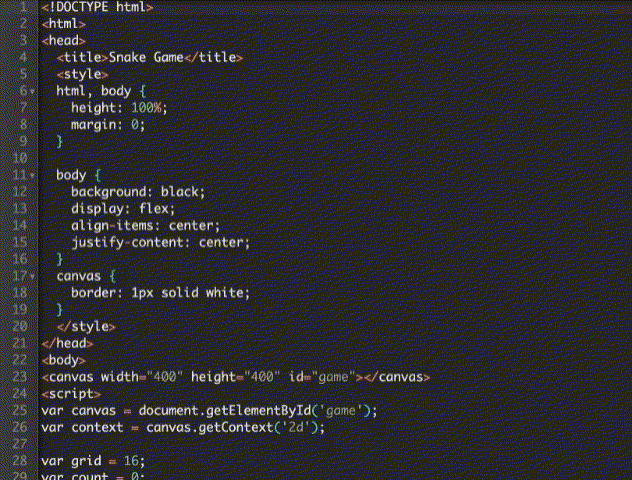 1 <!DOCTYPE html>
2 <html>
3 <head>
4 <title>Snake Game</title>
5 <style>
6 html, body {
7 height: 100%;
8 margin: 0;
9 }
10
11 body {
12 background: black;
13 display: flex;
14 align-items: center;
15 justify-content: center;
16 }
17 canvas {
18 border: 1px solid white;
19 }
20 </style>
21 </head>
22 <body>
23 <canvas width="400" height="400" id="game"></canvas>
24 <script>
25 var canvas = document.getElementById('game');
26 var context = canvas.getContext('2d');
27
28 var grid = 16;
29 var count = 0;